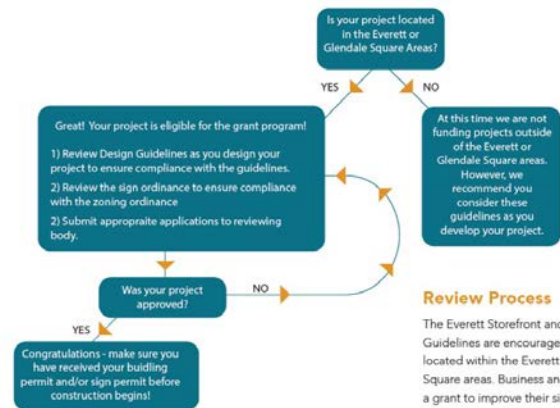 Is your project located
in the Everett or
Glendale Square Areas?
YES
NO
Great! Your project is eligible for the grant program!
1) Review Design Guidelines as you design your
project to ensure compliance with the guidelines.
2) Review the sign ordinance to ensure compliance
with the zoning ordinance
2) Submit appropraite applications to reviewing
body.
At this time we are not
funding projects outside
of the Everett or
Glendale Square areas.
However, we
recommend you
consider these
guidelines as you
develop your project.
Was your project
approved?
NO
YES
Congratulations - make sure you
have received your buidling
permit and/or sign permit before
construction begins!
Review Process
The Everett Storefront and
Guidelines are encourage
located within the Everett
Square areas. Business an
a grant to improve their si